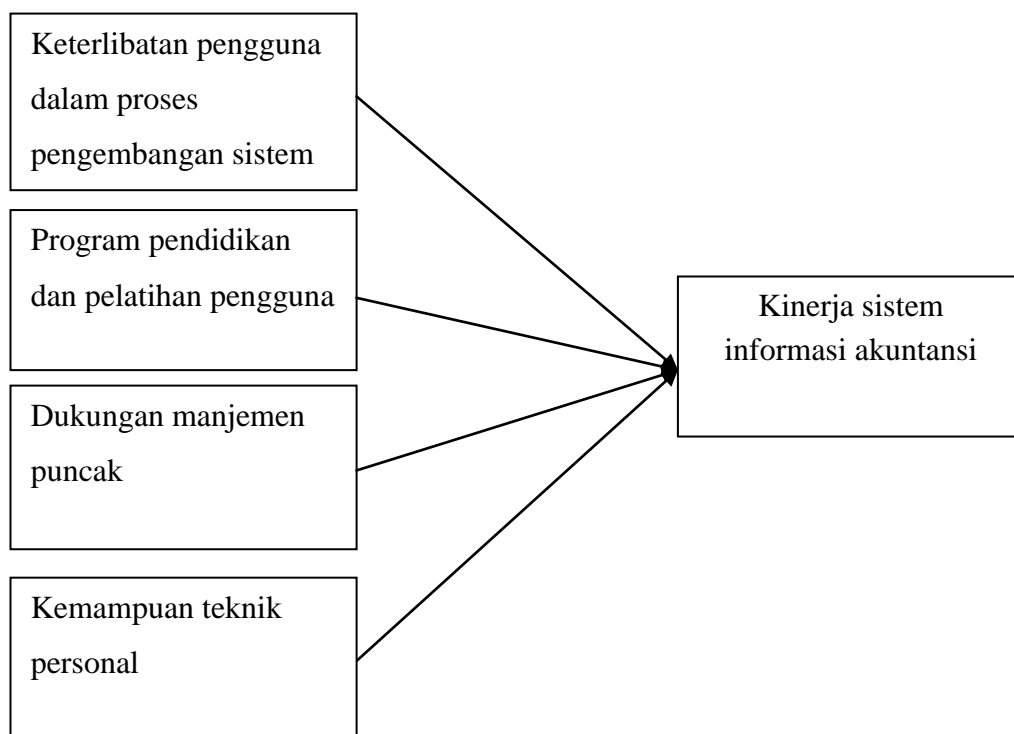 Keterlibatan pengguna
dalam proses
pengembangan sistem
Program pendidikan
dan pelatihan pengguna
Kinerja sistem
informasi akuntansi
Dukungan manjemen
puncak
Kemampuan teknik
personal